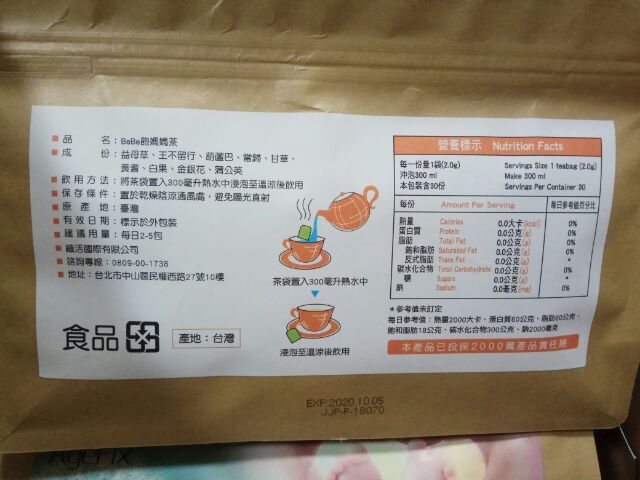 品　　名：BeBe飽媽媽茶
成　　份：益母草、王不留行、葫蘆巴、當歸、甘草、
黃耆、白果、金銀花、蒲公英
飲用方法：將茶袋置入300毫升熱水中浸泡至溫涼後飲用
保存條件：置於乾燥陰涼通風處，避免陽光直射
原 產 地：臺灣
有效日期：標示於外包裝
建議用量：每日2-5包
國際有限公司
諮詢專線：0809-00-1738
地址：台北市中山區民權西路27號10樓
食品
產地：台灣
茶袋置入300毫升熱水中
浸泡至溫涼後飲用
營養標示 Nutrition Facts
每一份量1袋(2.0g) Servings Size 1 teabag (2.0g)
沖泡300 ml Make 300 ml
本包裝含30份 Servings Per Container 30
每份 Amount Per Serving 每日參考值百分比
熱量 Calories 0.0大卡(kcal) 0%
蛋白質 Protein 0.0公克(g) 0%
脂肪 Total Fat 0.0公克(g) 0%
飽和脂肪 Saturated Fat 0.0公克(g) 0%
反式脂肪 Trans Fat 0.0公克(g) *
碳水化合物 Total Carbohydrate 0.0公克(g) 0%
糖 Sugars 0.0公克(g) *
鈉 Sodium 0.0毫克(mg) 0%
*參考值未訂定
每日參考值：熱量2000大卡、蛋白質60公克、脂肪60公克、
飽和脂肪18公克、碳水化合物300公克、鈉2000毫克
本產品已投保2000萬產品責任險
EXP:2020.10.05
JJP-P-18070